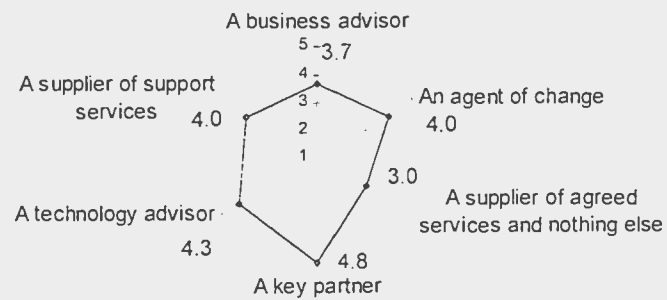 A business advisor
5
3.7
4
3
2
1
A supplier of support
services
4.0
An agent of change
4.0
3.0
A supplier of agreed
services and nothing else
A technology advisor
4.3
4.8
A key partner